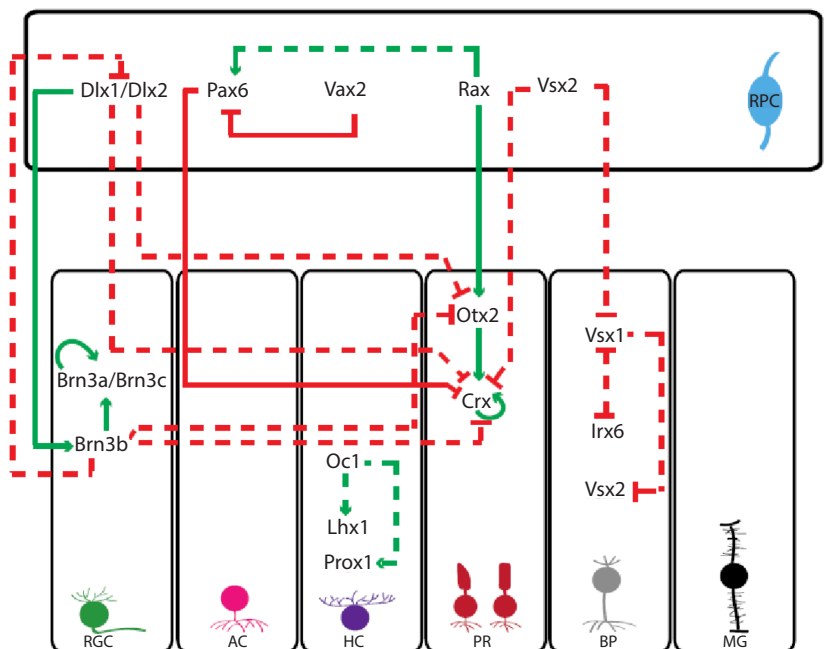 Dlx1/Dlx2 Pax6 Vax2 Rax Vsx2
RPC
Otx2
Vsx1
Brn3a/Brn3c
Crx
Irx6
Brn3b
Oc1
Vsx2
Lhx1
Prox1
RGC AC HC PR BP MG